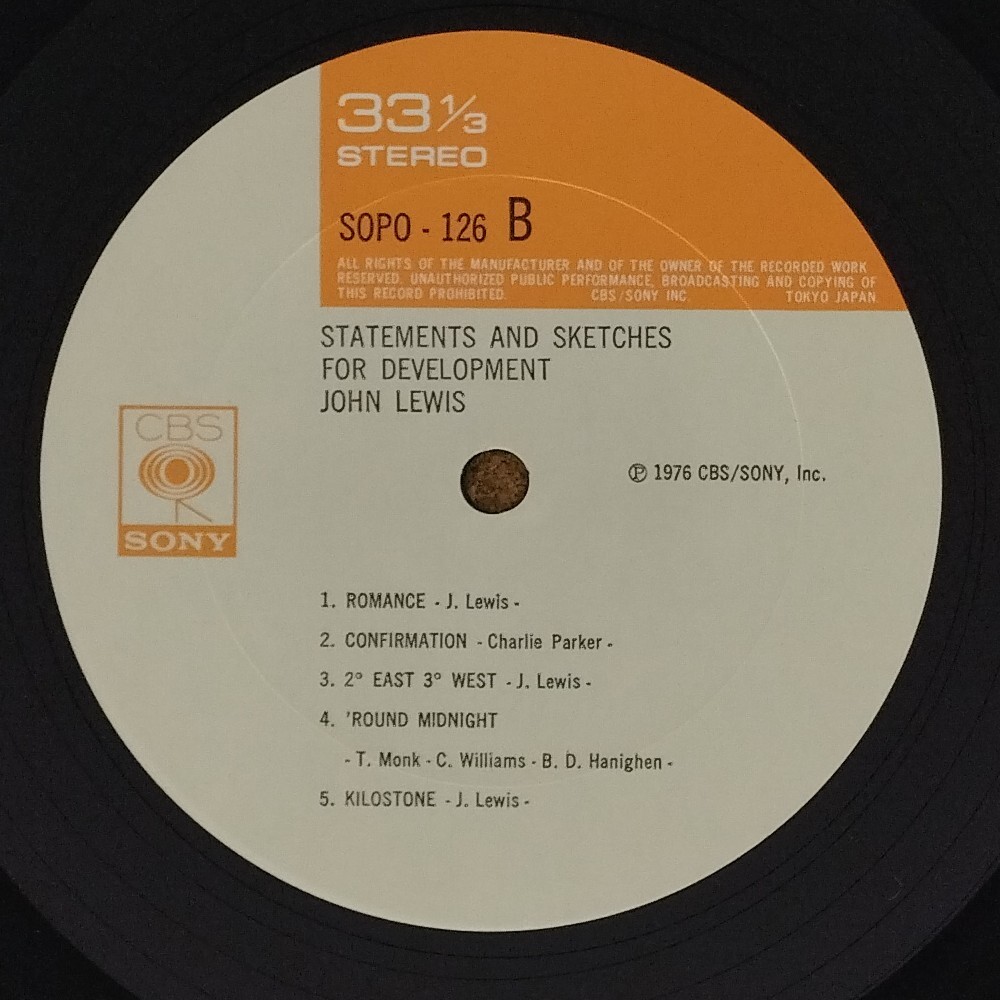 33 1/3
STEREO
SOPO - 126 B
ALL RIGHTS OF THE MANUFACTURER AND OF THE OWNER OF THE RECORDED WORK
RESERVED. UNAUTHORIZED PUBLIC PERFORMANCE, BROADCASTING AND COPYING OF
THIS RECORD PROHIBITED. CBS/SONY INC. TOKYO JAPAN
STATEMENTS AND SKETCHES
FOR DEVELOPMENT
JOHN LEWIS
CBS
SONY
℗ 1976 CBS/SONY, Inc.
1. ROMANCE - J. Lewis -
2. CONFIRMATION - Charlie Parker -
3. 2° EAST 3° WEST - J. Lewis -
4. 'ROUND MIDNIGHT
- T. Monk - C. Williams - B. D. Hanighen -
5. KILOSTONE - J. Lewis -